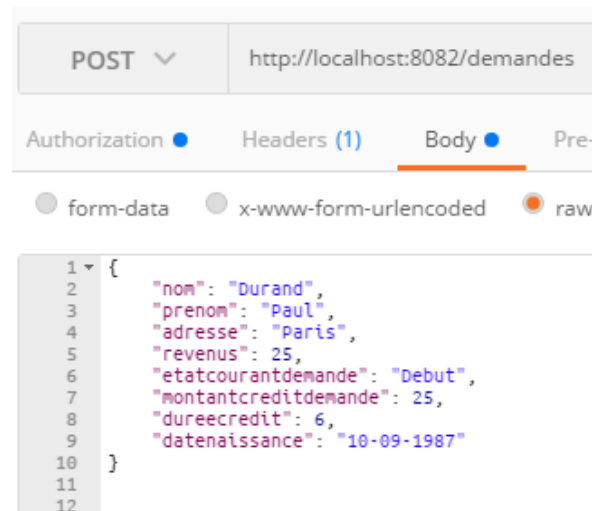 POST http://localhost:8082/demandes
Authorization Headers (1) Body Pre-
form-data x-www-form-urlencoded raw
1 {
2 "nom": "Durand",
3 "prenom": "Paul",
4 "adresse": "Paris",
5 "revenus": 25,
6 "etatcourantdemande": "Debut",
7 "montantcreditdemande": 25,
8 "dureecredit": 6,
9 "datenaissance": "10-09-1987"
10 }
11
12